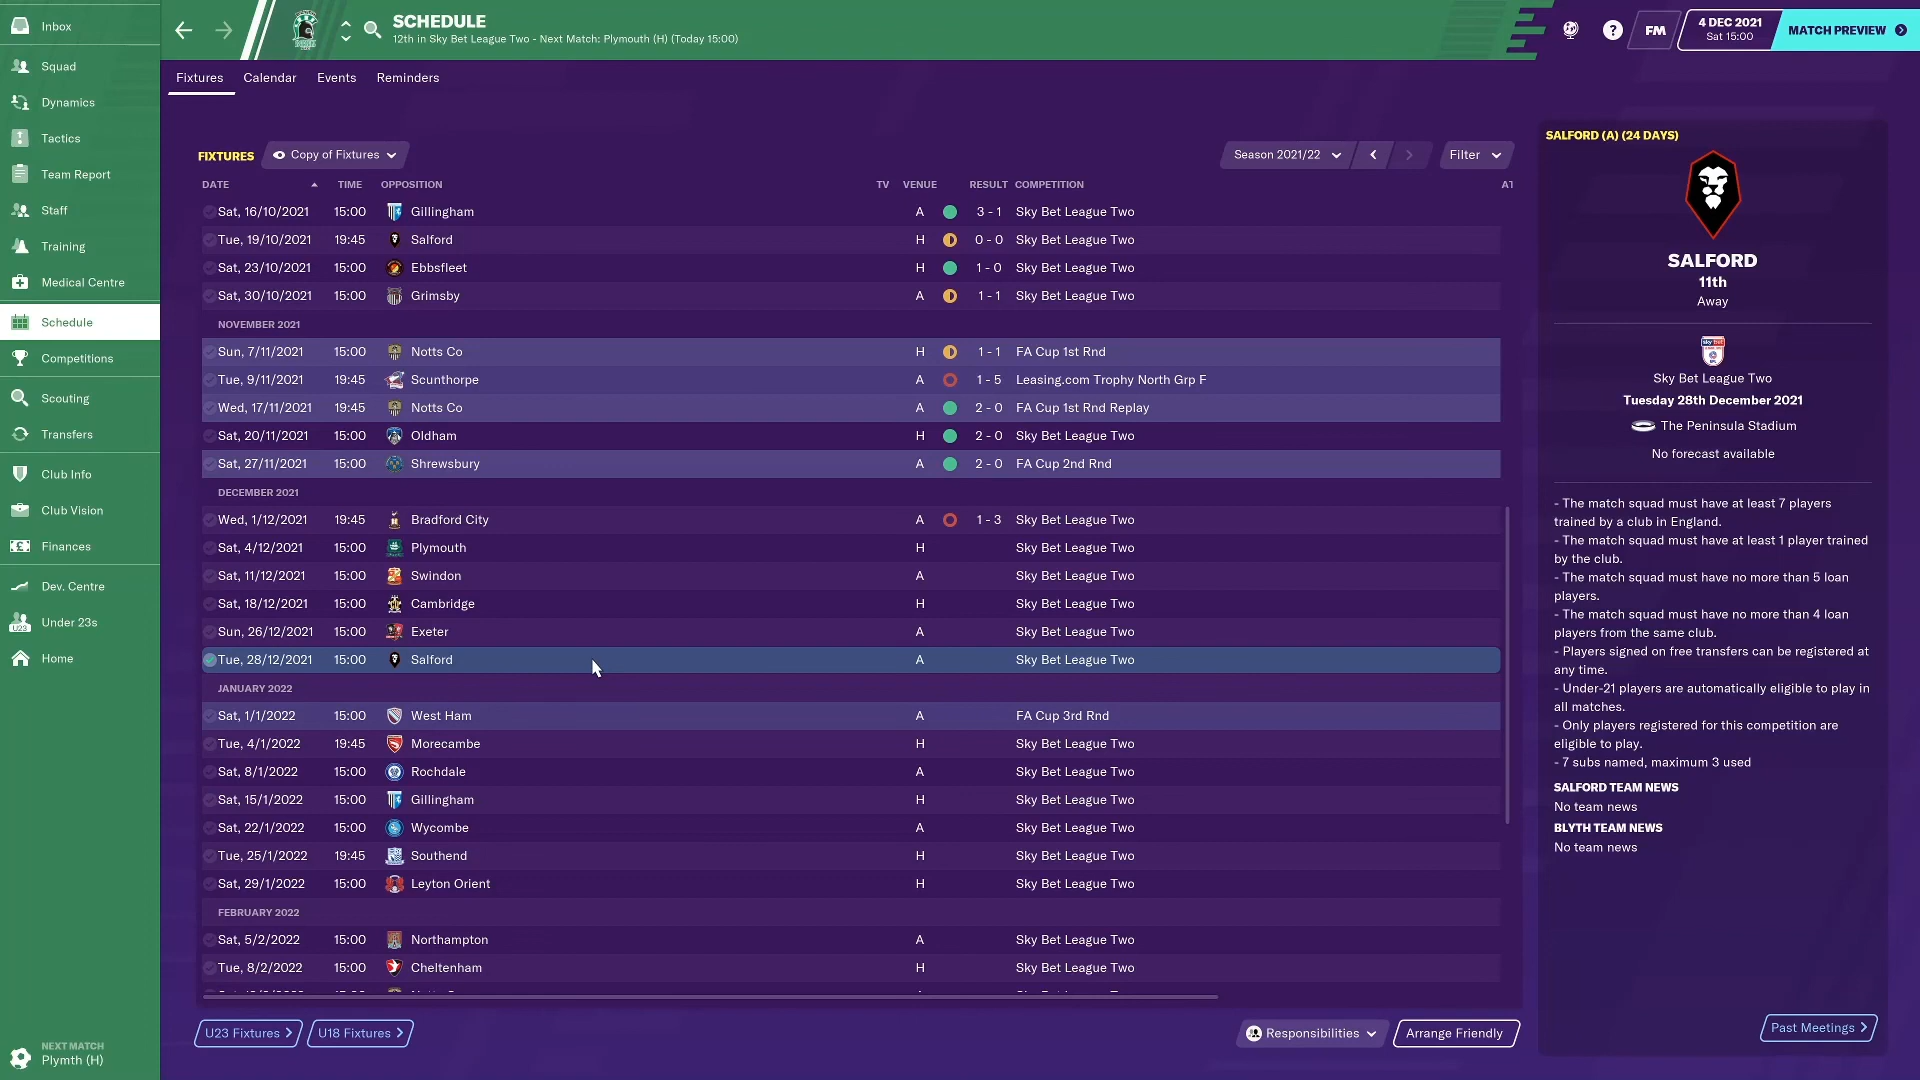 Inbox
Squad
Dynamics
Tactics
Team Report
Staff
Training
Medical Centre
Schedule
Competitions
Scouting
Transfers
Club Info
Club Vision
Finances
Dev. Centre
U23
Under 23s
Home
NEXT MATCH
Plymth (H)
SCHEDULE
12th in Sky Bet League Two - Next Match: Plymouth (H) (Today 15:00)
? FM 4 DEC 2021 Sat 15:00 MATCH PREVIEW
Fixtures Calendar Events Reminders
FIXTURES Copy of Fixtures Season 2021/22 Filter
DATE TIME OPPOSITION TV VENUE RESULT COMPETITION AT
Sat, 16/10/2021 15:00 Gillingham A 3 - 1 Sky Bet League Two
Tue, 19/10/2021 19:45 Salford H 0 - 0 Sky Bet League Two
Sat, 23/10/2021 15:00 Ebbsfleet H 1 - 0 Sky Bet League Two
Sat, 30/10/2021 15:00 Grimsby A 1 - 1 Sky Bet League Two
NOVEMBER 2021
Sun, 7/11/2021 15:00 Notts Co H 1 - 1 FA Cup 1st Rnd
Tue, 9/11/2021 19:45 Scunthorpe A 1 - 5 Leasing.com Trophy North Grp F
Wed, 17/11/2021 19:45 Notts Co A 2 - 0 FA Cup 1st Rnd Replay
Sat, 20/11/2021 15:00 Oldham H 2 - 0 Sky Bet League Two
Sat, 27/11/2021 15:00 Shrewsbury A 2 - 0 FA Cup 2nd Rnd
DECEMBER 2021
Wed, 1/12/2021 19:45 Bradford City A 1 - 3 Sky Bet League Two
Sat, 4/12/2021 15:00 Plymouth H Sky Bet League Two
Sat, 11/12/2021 15:00 Swindon A Sky Bet League Two
Sat, 18/12/2021 15:00 Cambridge H Sky Bet League Two
Sun, 26/12/2021 15:00 Exeter A Sky Bet League Two
Tue, 28/12/2021 15:00 Salford A Sky Bet League Two
JANUARY 2022
Sat, 1/1/2022 15:00 West Ham A FA Cup 3rd Rnd
Tue, 4/1/2022 19:45 Morecambe H Sky Bet League Two
Sat, 8/1/2022 15:00 Rochdale A Sky Bet League Two
Sat, 15/1/2022 15:00 Gillingham H Sky Bet League Two
Sat, 22/1/2022 15:00 Wycombe A Sky Bet League Two
Tue, 25/1/2022 19:45 Southend H Sky Bet League Two
Sat, 29/1/2022 15:00 Leyton Orient H Sky Bet League Two
FEBRUARY 2022
Sat, 5/2/2022 15:00 Northampton A Sky Bet League Two
Tue, 8/2/2022 15:00 Cheltenham H Sky Bet League Two
U23 Fixtures U18 Fixtures Responsibilities Arrange Friendly
SALFORD (A) (24 DAYS)
SALFORD
11th
Away
sky bet
Sky Bet League Two
Tuesday 28th December 2021
The Peninsula Stadium
No forecast available
- The match squad must have at least 7 players
trained by a club in England.
- The match squad must have at least 1 player trained
by the club.
- The match squad must have no more than 5 loan
players.
- The match squad must have no more than 4 loan
players from the same club.
- Players signed on free transfers can be registered at
any time.
- Under-21 players are automatically eligible to play in
all matches.
- Only players registered for this competition are
eligible to play.
- 7 subs named, maximum 3 used
SALFORD TEAM NEWS
No team news
BLYTH TEAM NEWS
No team news
Past Meetings